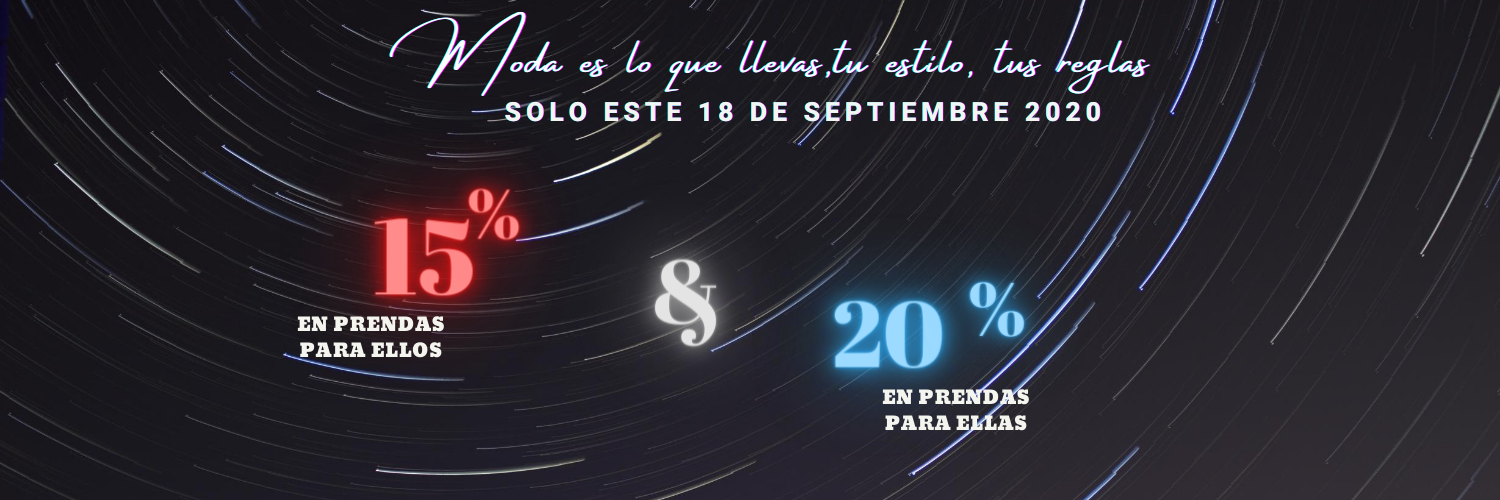 Moda es lo que llevas,tu estilo, tus reglas
SOLO ESTE 18 DE SEPTIEMBRE 2020
15%
EN PRENDAS
PARA ELLOS
&
20 %
EN PRENDAS
PARA ELLAS